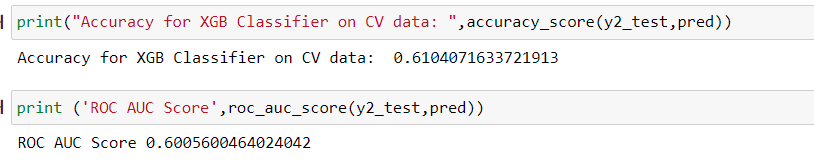 print("Accuracy for XGB Classifier on CV data: ",accuracy_score(y2_test,pred))
Accuracy for XGB Classifier on CV data:  0.6104071633721913
print ('ROC AUC Score',roc_auc_score(y2_test,pred))
ROC AUC Score 0.6005600464024042